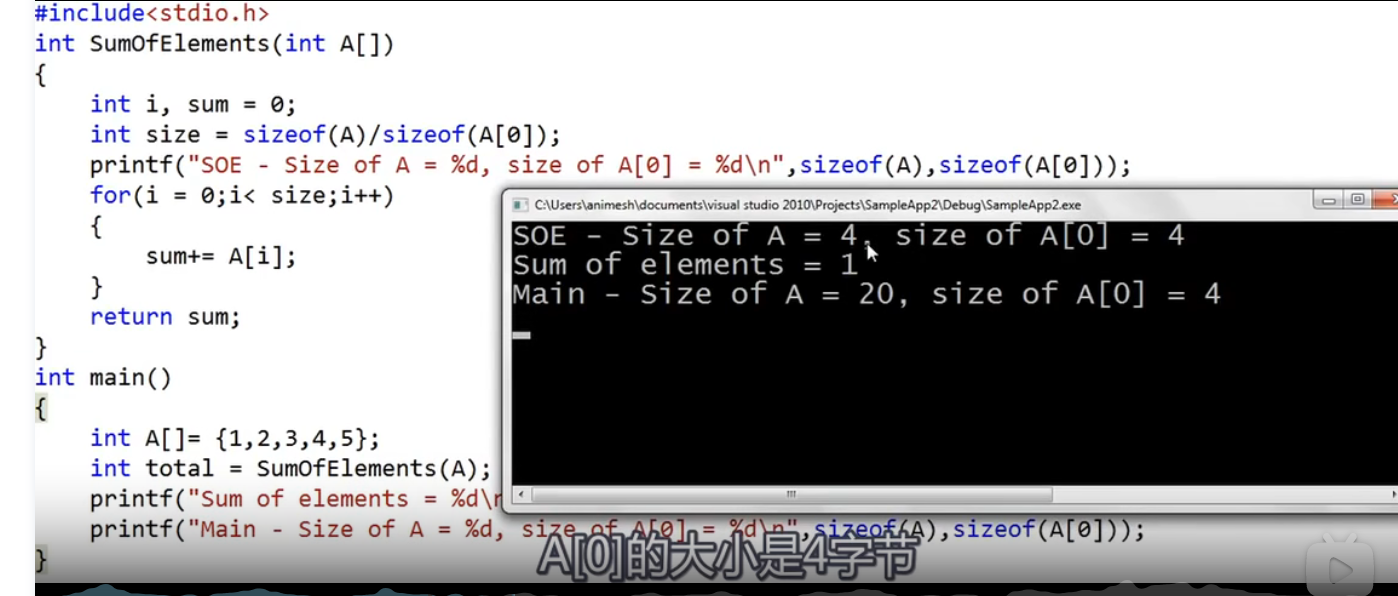 #include<stdio.h>
int SumOfElements(int A[])
{
    int i, sum = 0;
    int size = sizeof(A)/sizeof(A[0]);
    printf("SOE - Size of A = %d, size of A[0] = %d\n",sizeof(A),sizeof(A[0]));
    for(i = 0;i< size;i++)
    {
        sum+= A[i];
    }
    return sum;
}
int main()
{
    int A[]= {1,2,3,4,5};
    int total = SumOfElements(A);
    printf("Sum of elements = %d\n
    printf("Main - Size of A = %d, size of A[0] = %d\n",sizeof(A),sizeof(A[0]));
}
C:\Users\animesh\documents\visual studio 2010\Projects\SampleApp2\Debug\SampleApp2.exe
SOE - Size of A = 4, size of A[0] = 4
Sum of elements = 1
Main - Size of A = 20, size of A[0] = 4
A[0]的大小是4字节